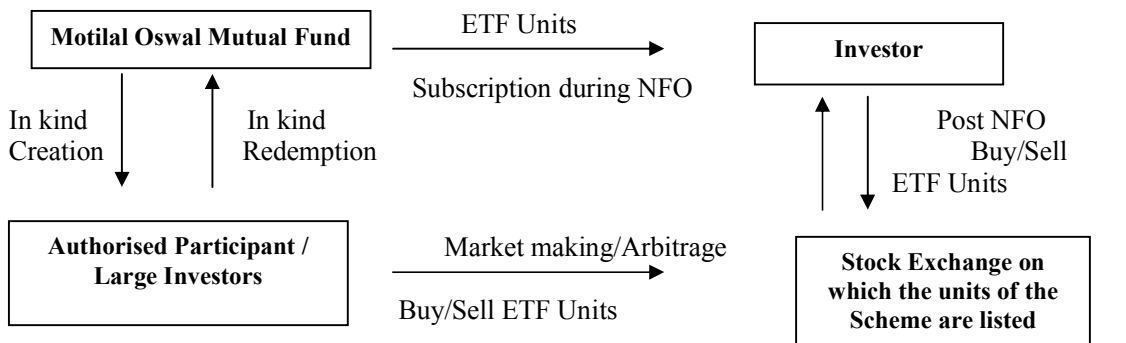 Motilal Oswal Mutual Fund
ETF Units
Subscription during NFO
Investor
In kind
Creation
In kind
Redemption
Post NFO
Buy/Sell
ETF Units
Authorised Participant /
Large Investors
Market making/Arbitrage
Buy/Sell ETF Units
Stock Exchange on
which the units of the
Scheme are listed